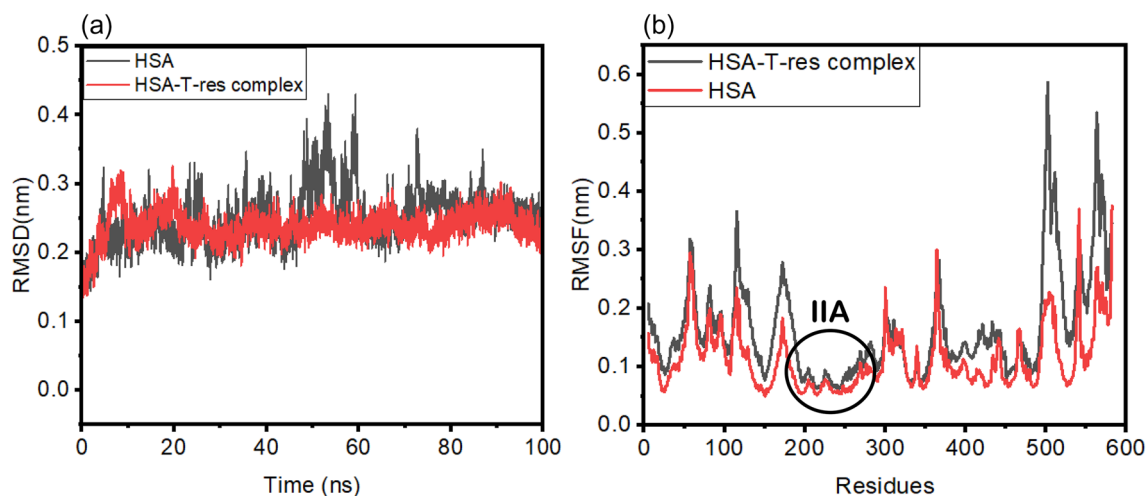 (a)
HSA
HSA-T-res complex
RMSD(nm)
0.5
0.4
0.3
0.2
0.1
0.0
0 20 40 60 80 100
Time (ns)
(b)
HSA-T-res complex
HSA
RMSF(nm)
0.6
0.5
0.4
0.3
0.2
0.1
0.0
IIA
0 100 200 300 400 500 600
Residues